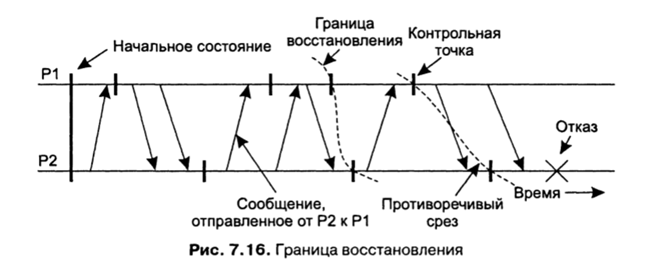 Начальное состояние
Граница
восстановления
Контрольная
точка
P1
P2
Отказ
Сообщение,
отправленное от P2 к P1
Противоречивый
срез
Время
Рис. 7.16. Граница восстановления